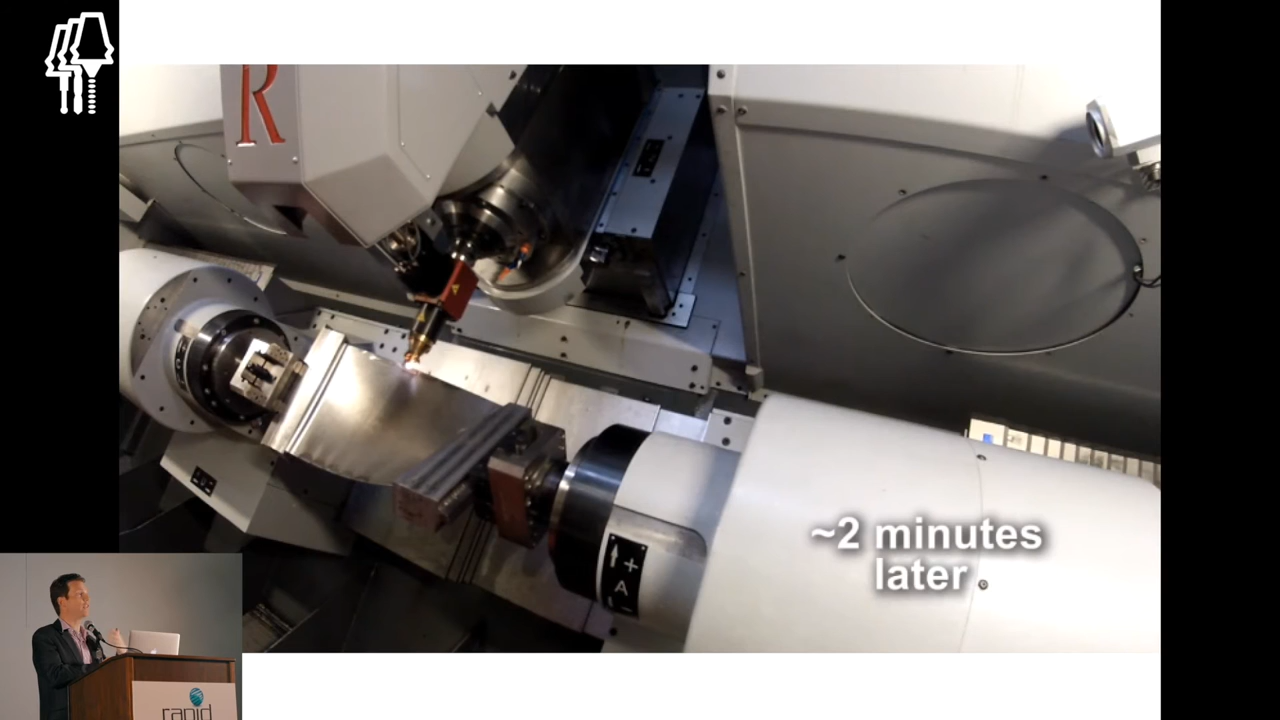 R
~2 minutes
later
+
A
-
rapid